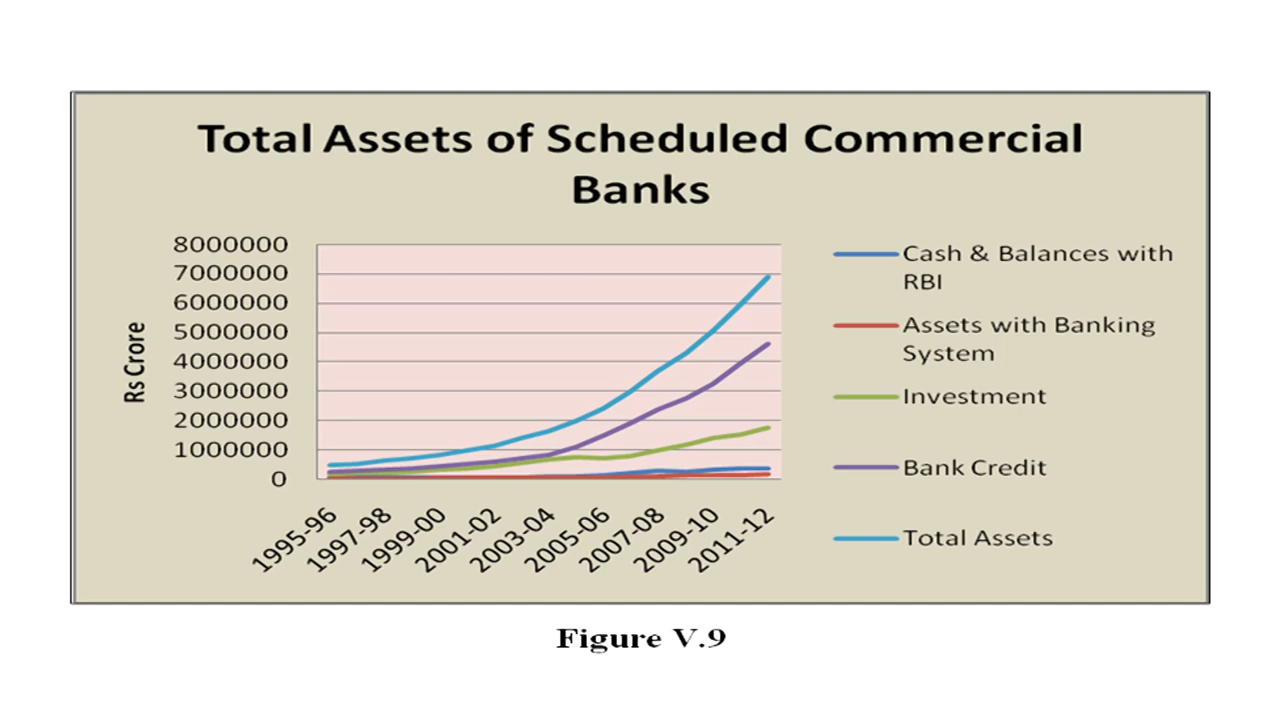 Total Assets of Scheduled Commercial
Banks
Rs Crore
8000000
7000000
6000000
5000000
4000000
3000000
2000000
1000000
0
1995-96
1997-98
1999-00
2001-02
2003-04
2005-06
2007-08
2009-10
2011-12
Cash & Balances with
RBI
Assets with Banking
System
Investment
Bank Credit
Total Assets
Figure V.9